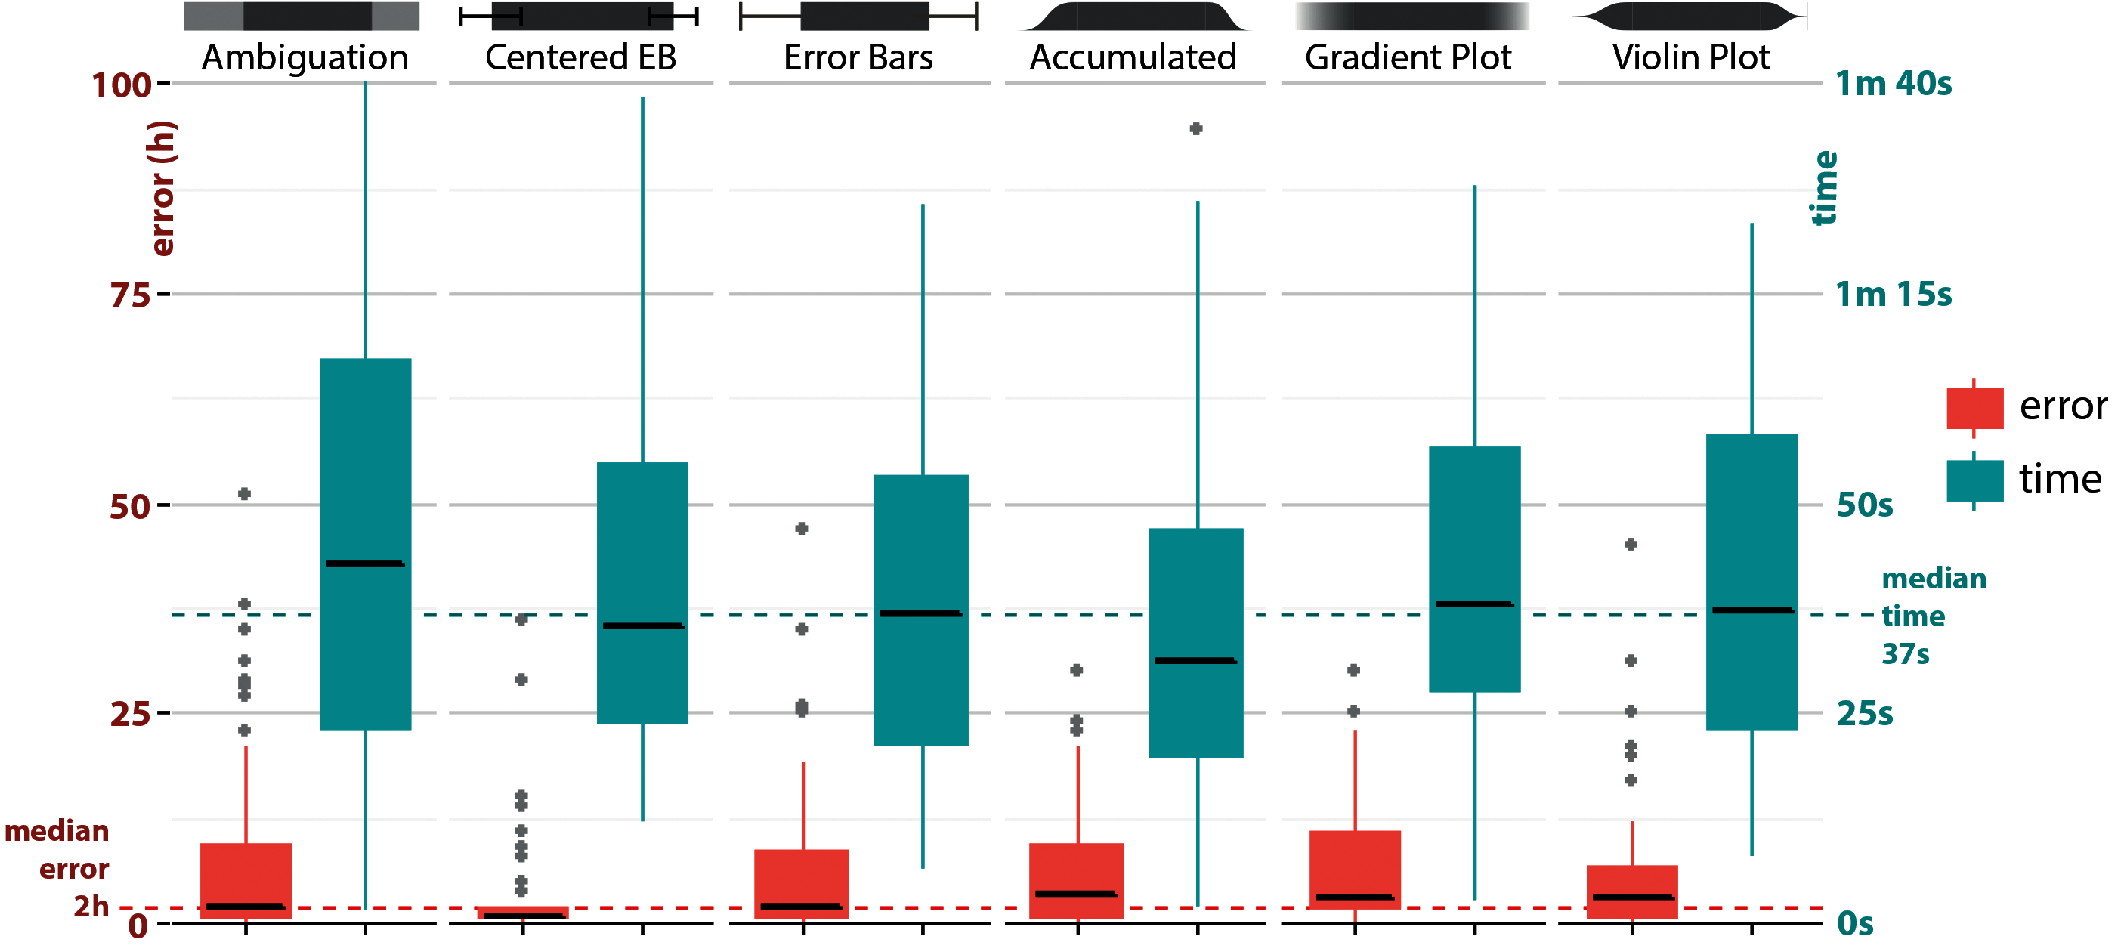 Ambiguation
Centered EB
Error Bars
Accumulated
Gradient Plot
Violin Plot
100
1m 40s
error (h)
time
75
1m 15s
error
time
50
50s
median
time
37s
25
25s
median
error
2h
0
0s